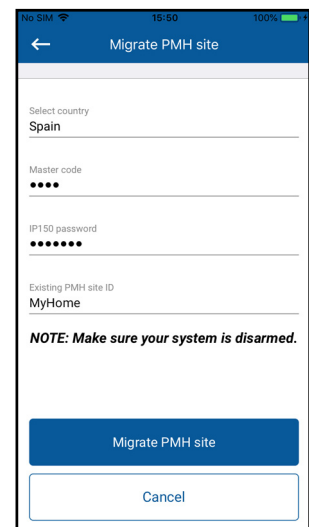 No SIM 15:50 100%
Migrate PMH site
Select country
Spain
Master code
••••
IP150 password
•••••••
Existing PMH site ID
MyHome
NOTE: Make sure your system is disarmed.
Migrate PMH site
Cancel